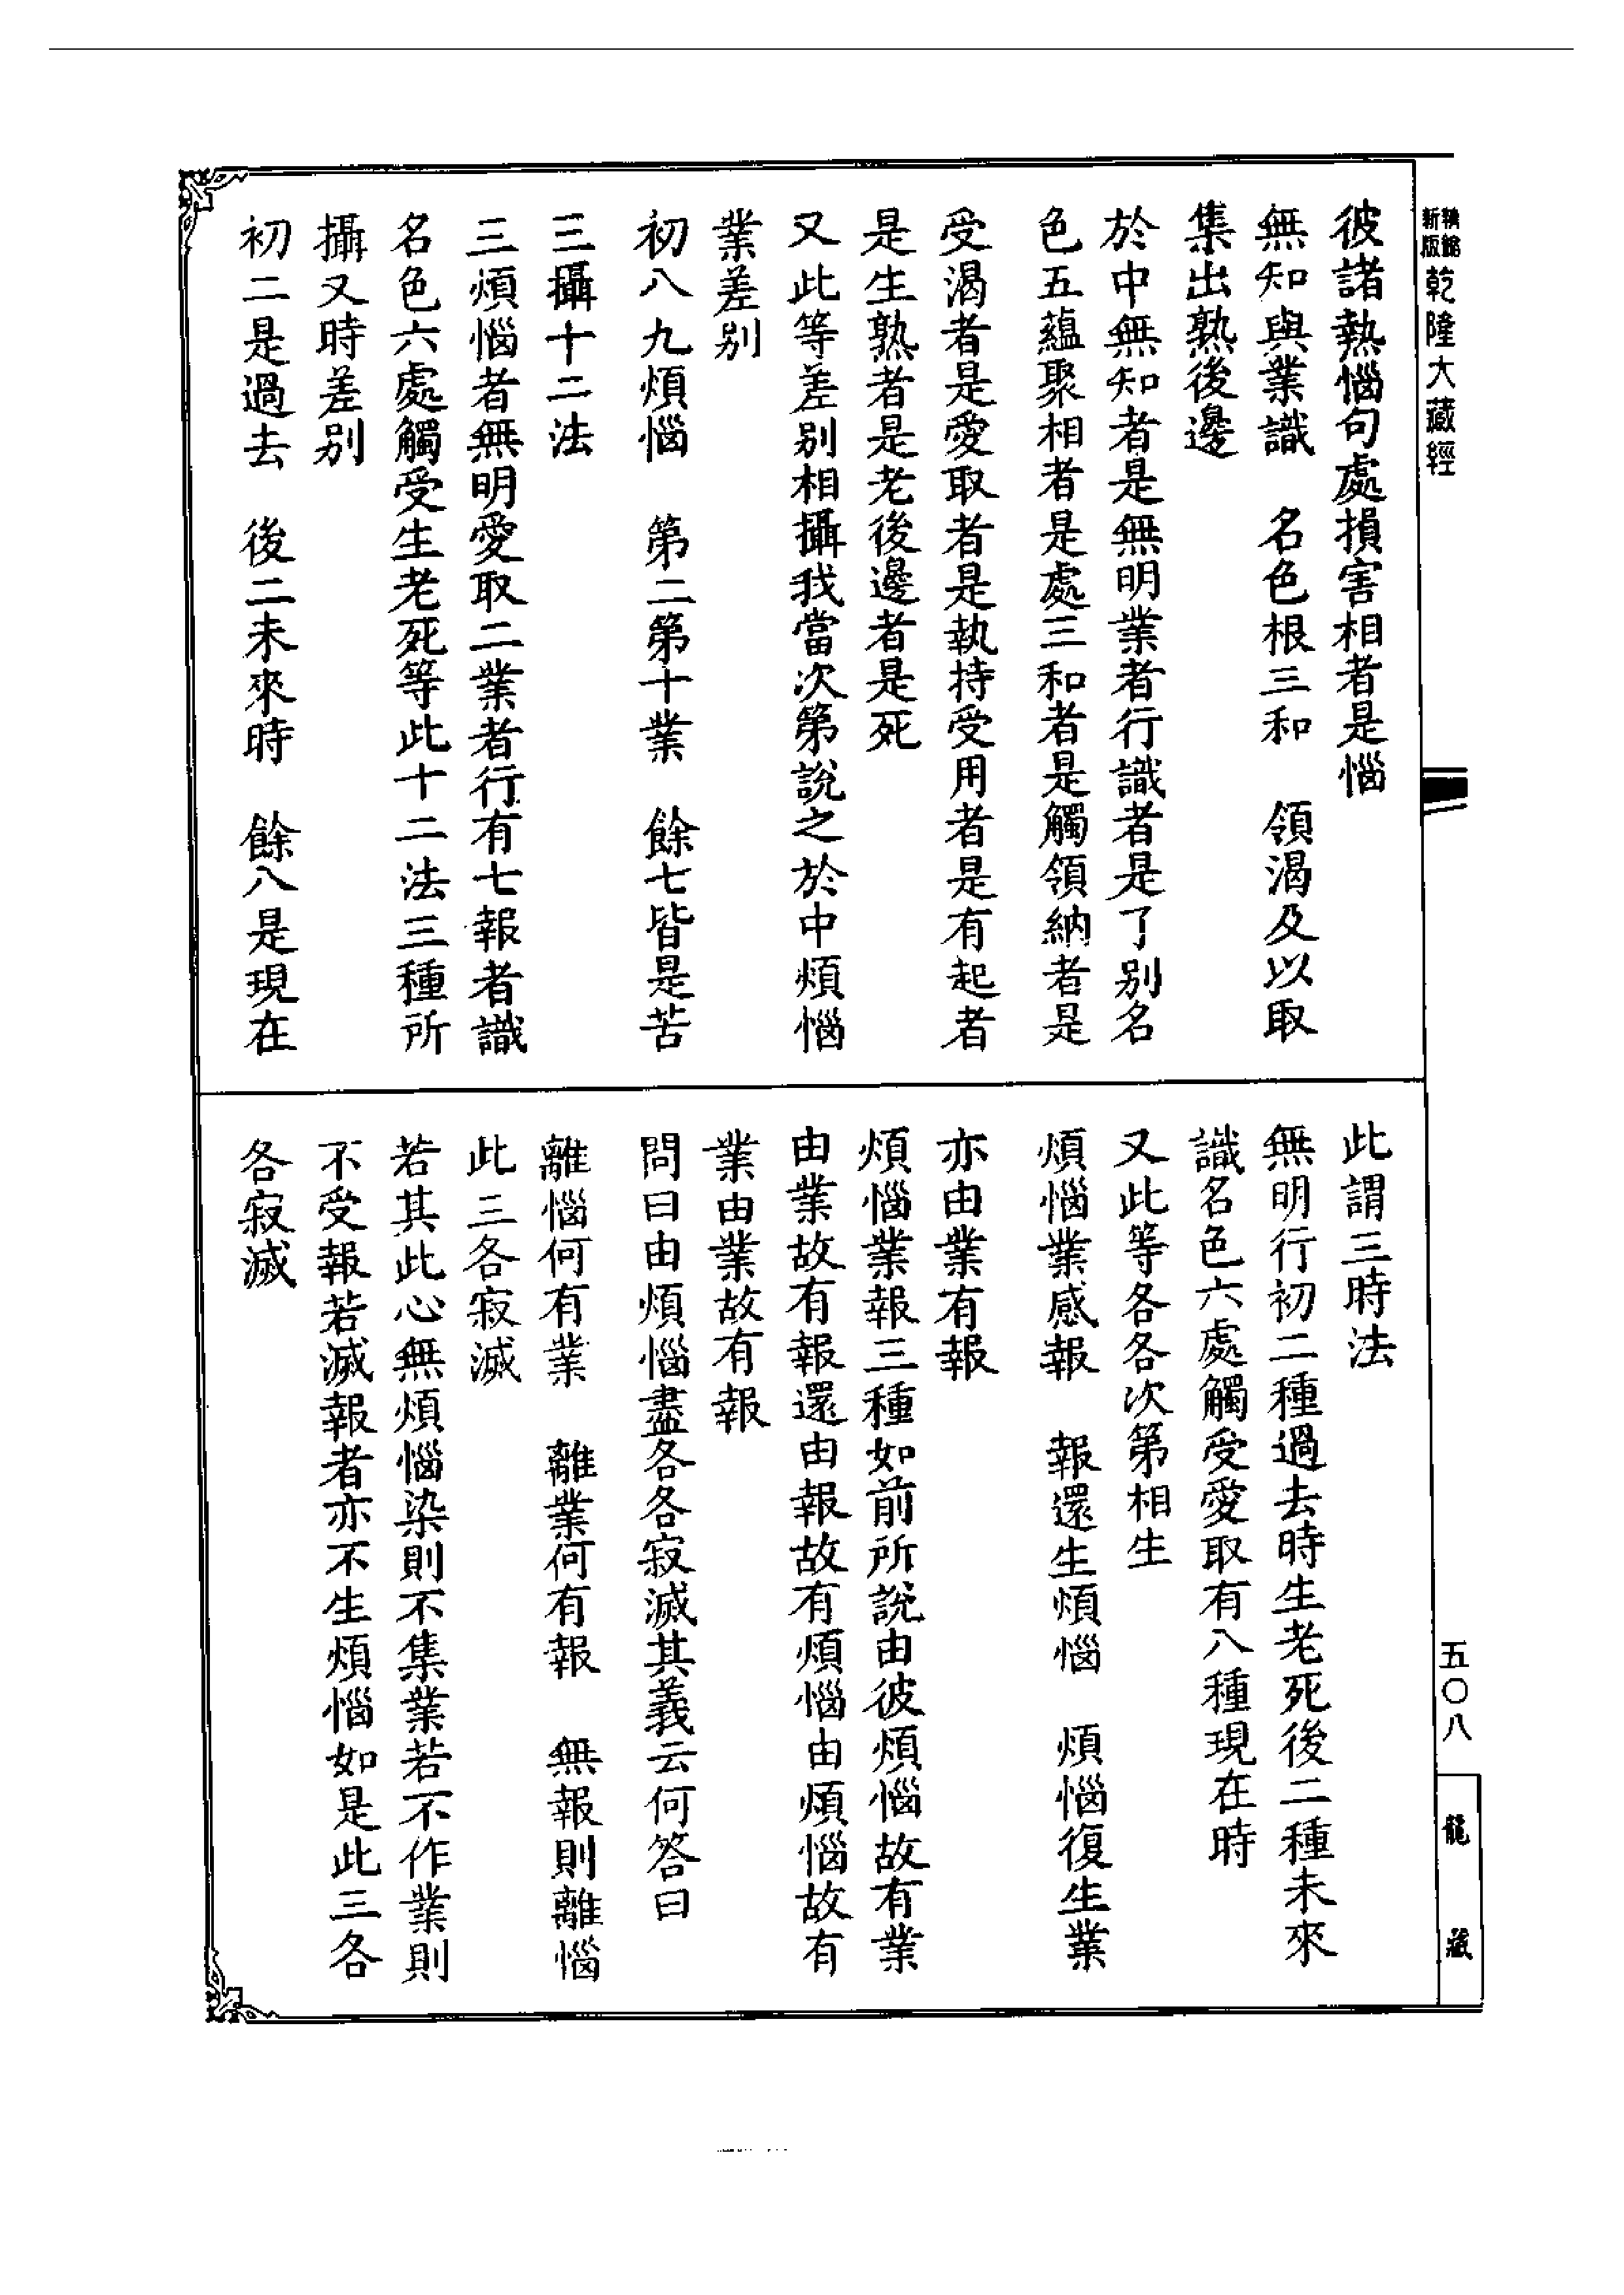 新版
乾隆大藏經
彼諸熱惱句處損害相者是惱
無知與業識　名色根三和　領渴及以取
集出熟後邊
於中無知者是無明業者行識者是了別名
色五蘊聚相者是處三和者是觸領納者是
受渴者是愛取者是執持受用者是有起者
是生熟者是老後邊者是死
又此等差別相攝我當次第說之於中煩惱
業差別
初八九煩惱　第二第十業　餘七皆是苦
三攝十二法
三煩惱者無明愛取二業者行有七報者識
名色六處觸受生老死等此十二法三種所
攝又時差別
初二是過去　後二未來時　餘八是現在
此謂三時法
無明行初二種過去時生老死後二種未來
識名色六處觸受愛取有八種現在時
又此等各各次第相生
煩惱業感報　報還生煩惱　煩惱復生業
亦由業有報
煩惱業報三種如前所說由彼煩惱故有業
由業故有報還由報故有煩惱由煩惱故有
業由業故有報
問曰由煩惱盡各各寂滅其義云何答曰
離惱何有業　離業何有報　無報則離惱
此三各寂滅
若其此心無煩惱染則不集業若不作業則
不受報若滅報者亦不生煩惱如是此三各
各寂滅
五〇八
龍藏